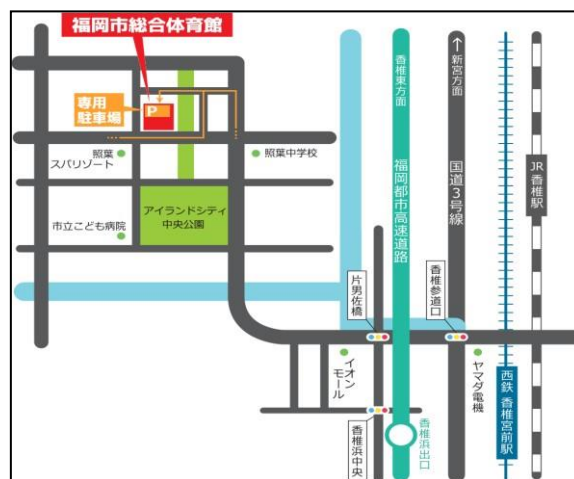 福岡市総合体育館
専用
駐車場
P
照葉
スパリゾート
照葉中学校
市立こども病院
アイランドシティ
中央公園
香椎東方面
福岡都市高速道路
↑新宮方面
国道3号線
JR
香椎駅
片男佐橋
香椎参道口
イオン
モール
ヤマダ電機
西鉄 香椎宮前駅
香椎浜中央
香椎浜出口